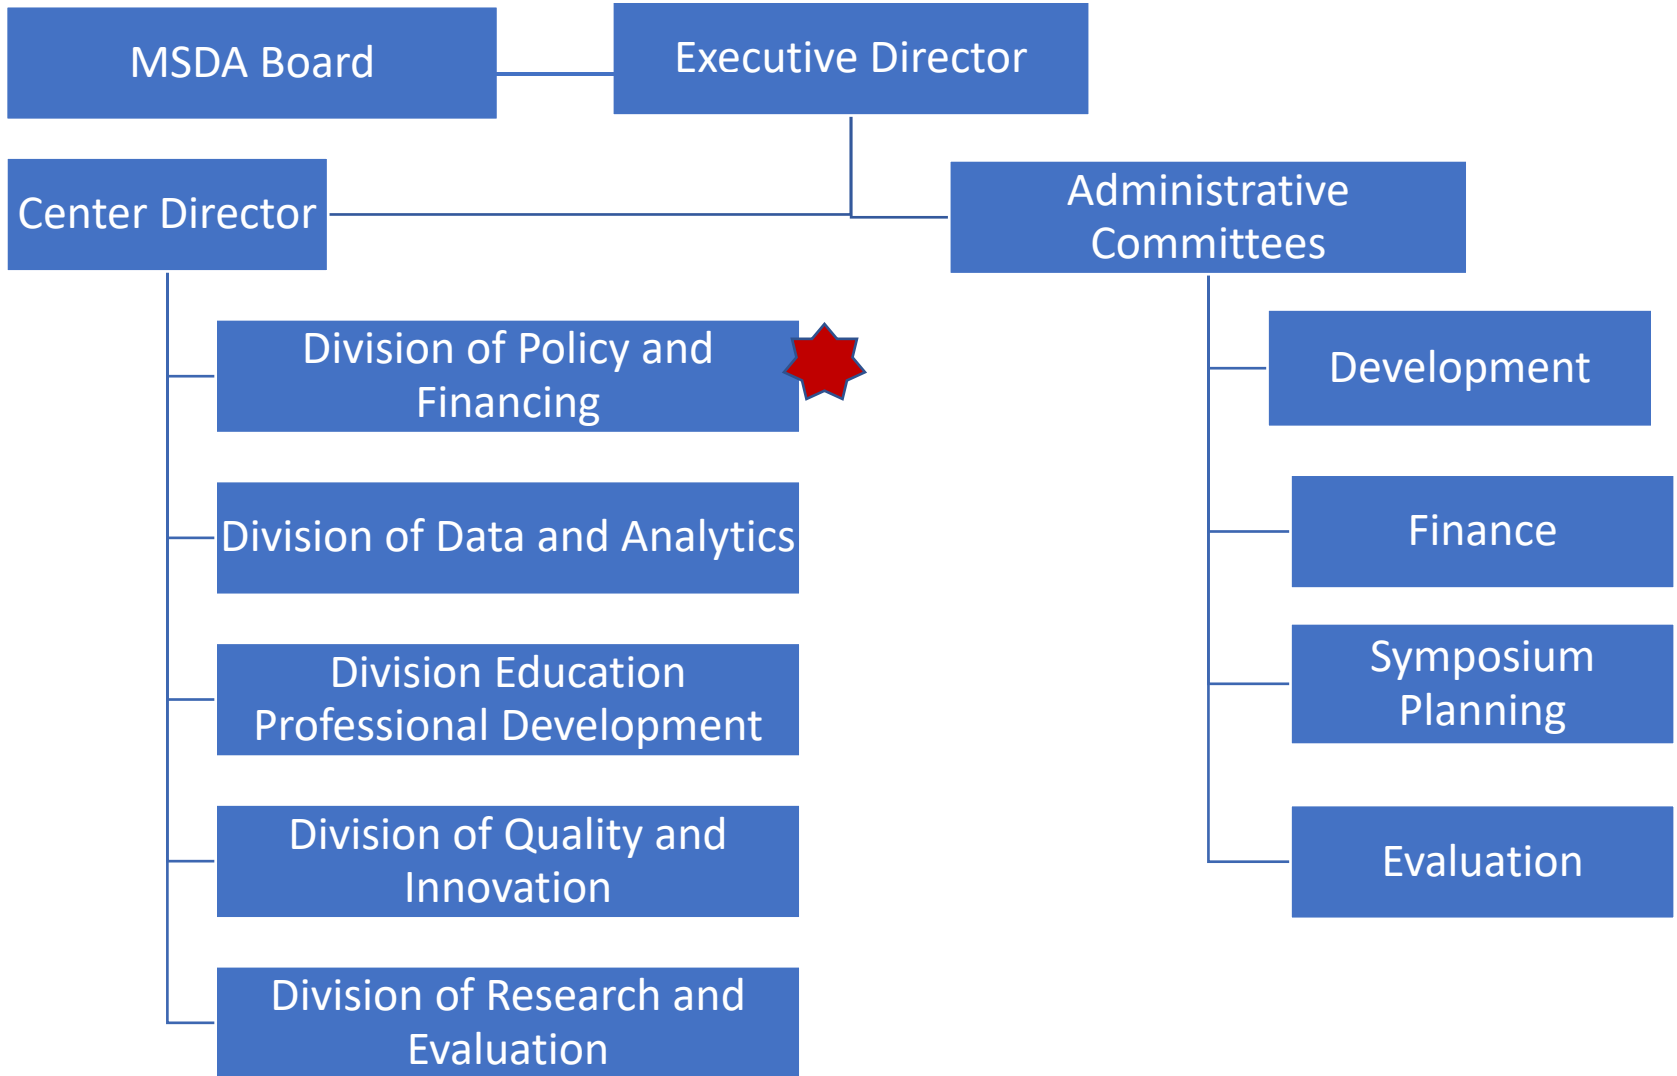 MSDA Board
Executive Director
Center Director
Administrative
Committees
Division of Policy and
Financing
Division of Data and Analytics
Division Education
Professional Development
Division of Quality and
Innovation
Division of Research and
Evaluation
Development
Finance
Symposium
Planning
Evaluation